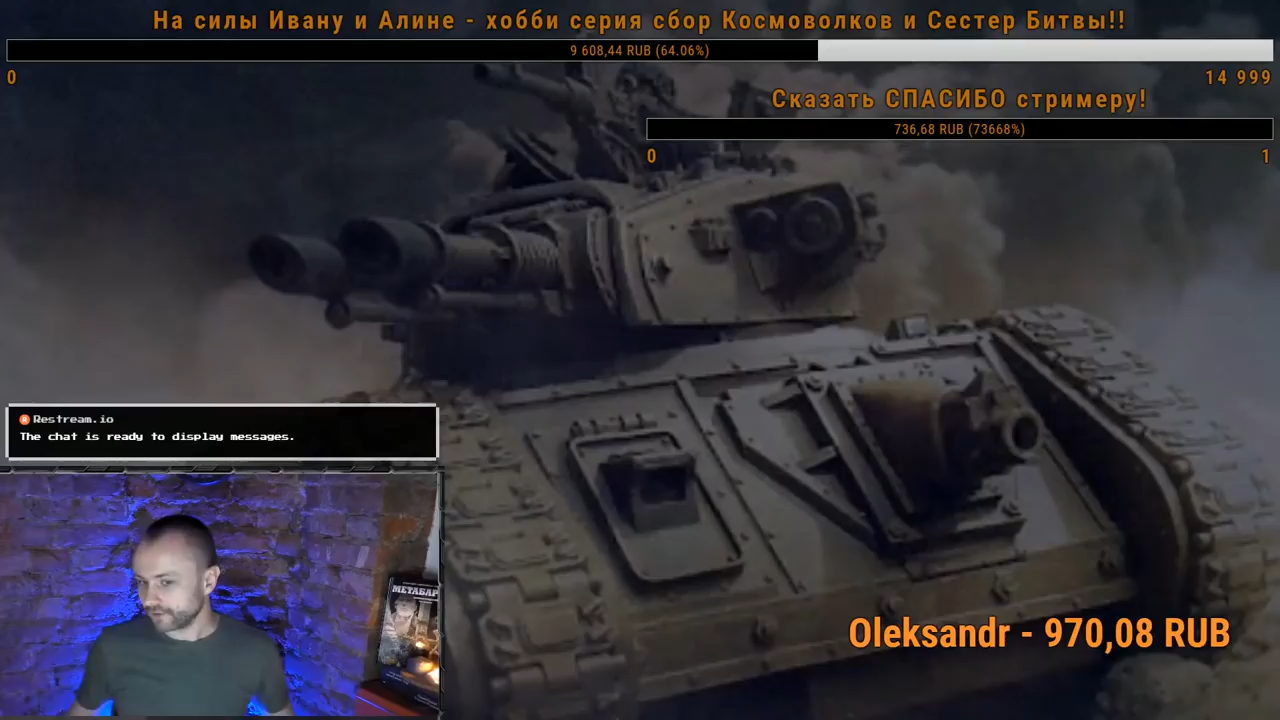 На силы Ивану и Алине - хобби серия сбор Космоволков и Сестер Битвы!!
9 608,44 RUB (64.06%)
0
14 999
Сказать СПАСИБО стримеру!
736,68 RUB (73668%)
0
1
Restream.io
The chat is ready to display messages.
МЕТАБАР
Oleksandr - 970,08 RUB